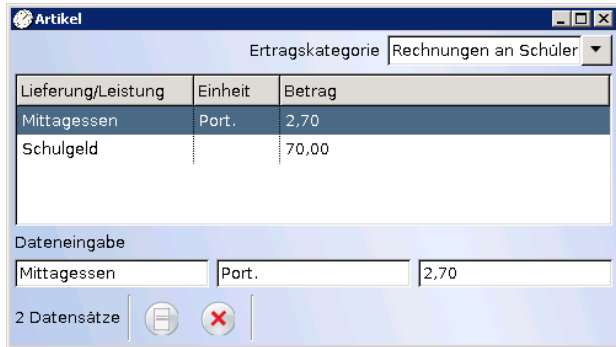 Artikel
Ertragskategorie Rechnungen an Schüler
Lieferung/Leistung Einheit Betrag
Mittagessen Port. 2,70
Schulgeld 70,00
Dateneingabe
Mittagessen Port. 2,70
2 Datensätze